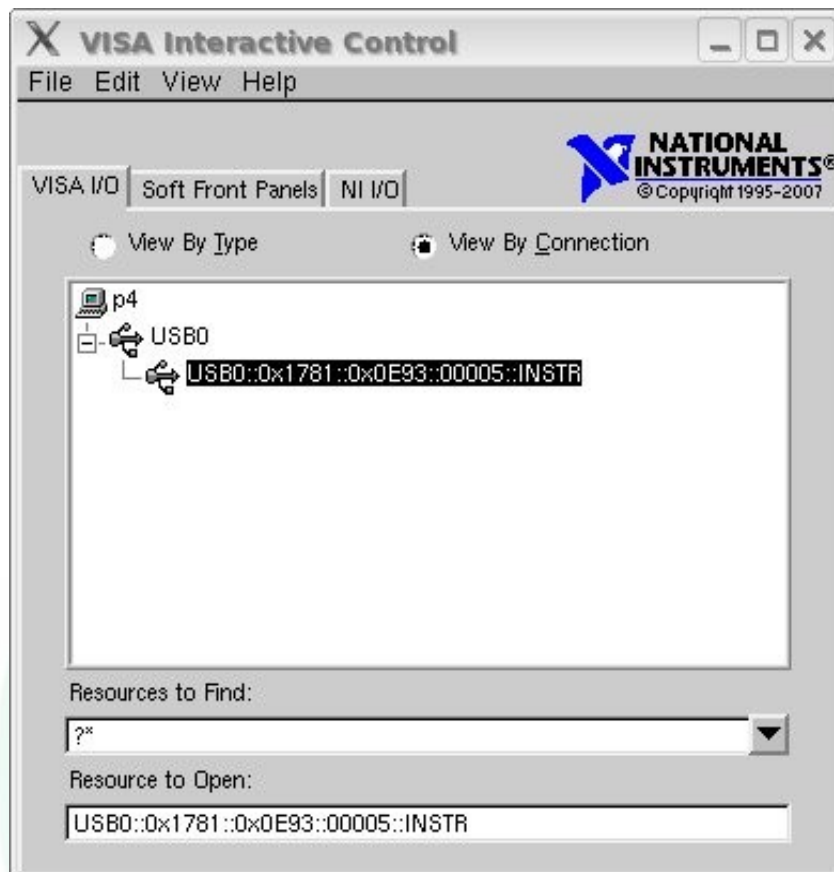 X VISA Interactive Control
File Edit View Help
NATIONAL
INSTRUMENTS®
© Copyright 1995-2007
VISA I/O Soft Front Panels NI I/O
View By Type View By Connection
p4
USB0
USB0::0x1781::0x0E93::00005::INSTR
Resources to Find:
?*
Resource to Open:
USB0::0x1781::0x0E93::00005::INSTR